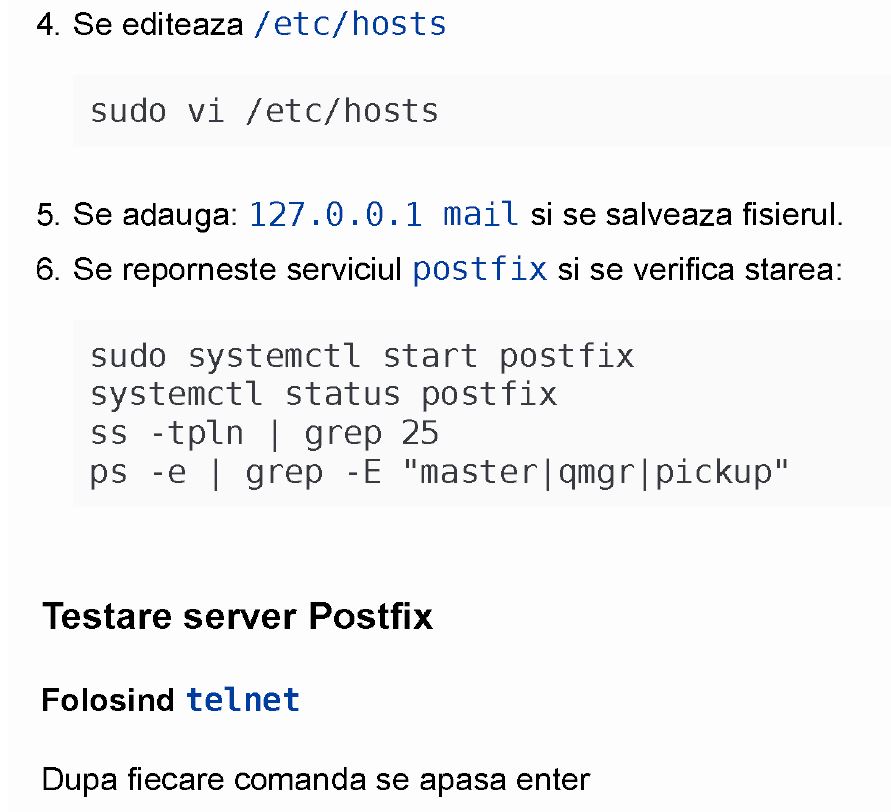 4. Se editeaza /etc/hosts
sudo vi /etc/hosts
5. Se adauga: 127.0.0.1 mail si se salveaza fisierul.
6. Se reporneste serviciul postfix si se verifica starea:
sudo systemctl start postfix
systemctl status postfix
ss -tpln | grep 25
ps -e | grep -E "master|qmgr|pickup"
Testare server Postfix
Folosind telnet
Dupa fiecare comanda se apasa enter